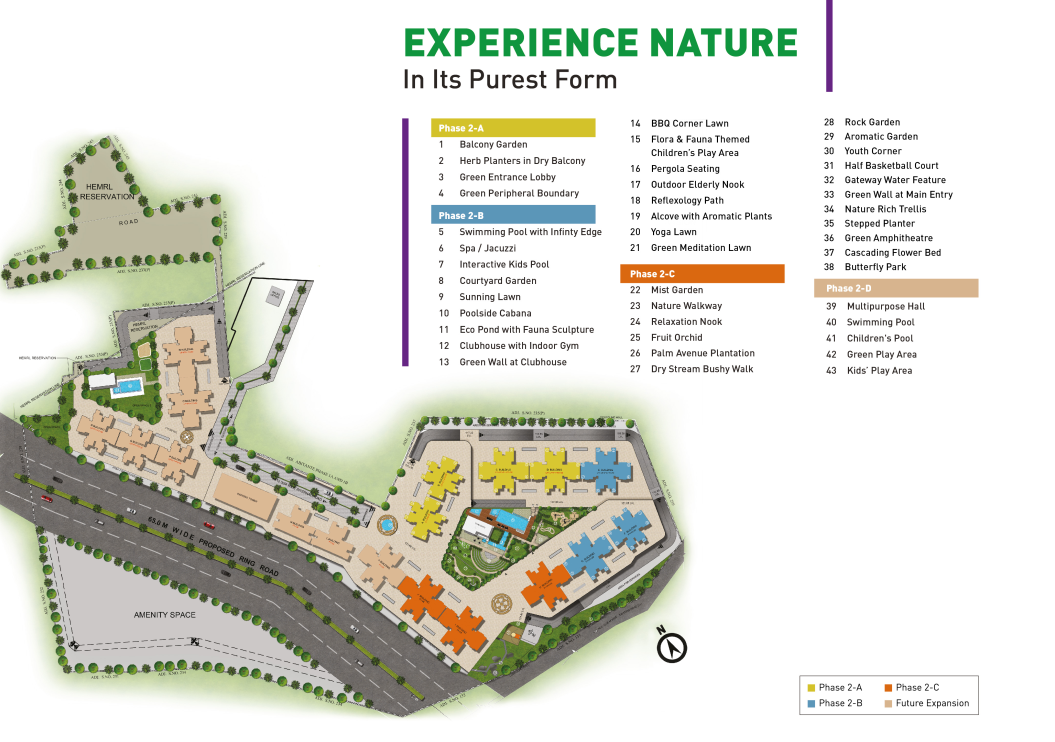 EXPERIENCE NATURE
In Its Purest Form
Phase 2-A
1 Balcony Garden
2 Herb Planters in Dry Balcony
3 Green Entrance Lobby
4 Green Peripheral Boundary
Phase 2-B
5 Swimming Pool with Infinty Edge
6 Spa / Jacuzzi
7 Interactive Kids Pool
8 Courtyard Garden
9 Sunning Lawn
10 Poolside Cabana
11 Eco Pond with Fauna Sculpture
12 Clubhouse with Indoor Gym
13 Green Wall at Clubhouse
14 BBQ Corner Lawn
15 Flora & Fauna Themed
Children's Play Area
16 Pergola Seating
17 Outdoor Elderly Nook
18 Reflexology Path
19 Alcove with Aromatic Plants
20 Yoga Lawn
21 Green Meditation Lawn
Phase 2-C
22 Mist Garden
23 Nature Walkway
24 Relaxation Nook
25 Fruit Orchid
26 Palm Avenue Plantation
27 Dry Stream Bushy Walk
28 Rock Garden
29 Aromatic Garden
30 Youth Corner
31 Half Basketball Court
32 Gateway Water Feature
33 Green Wall at Main Entry
34 Nature Rich Trellis
35 Stepped Planter
36 Green Amphitheatre
37 Cascading Flower Bed
38 Butterfly Park
Phase 2-D
39 Multipurpose Hall
40 Swimming Pool
41 Children's Pool
42 Green Play Area
43 Kids' Play Area
HEMRL
RESERVATION
ROAD
HEMRL
RESERVATION
HEMRL RESERVATION
65.0 M WIDE PROPOSED RING ROAD
AMENITY SPACE
N
Phase 2-A
Phase 2-B
Phase 2-C
Future Expansion